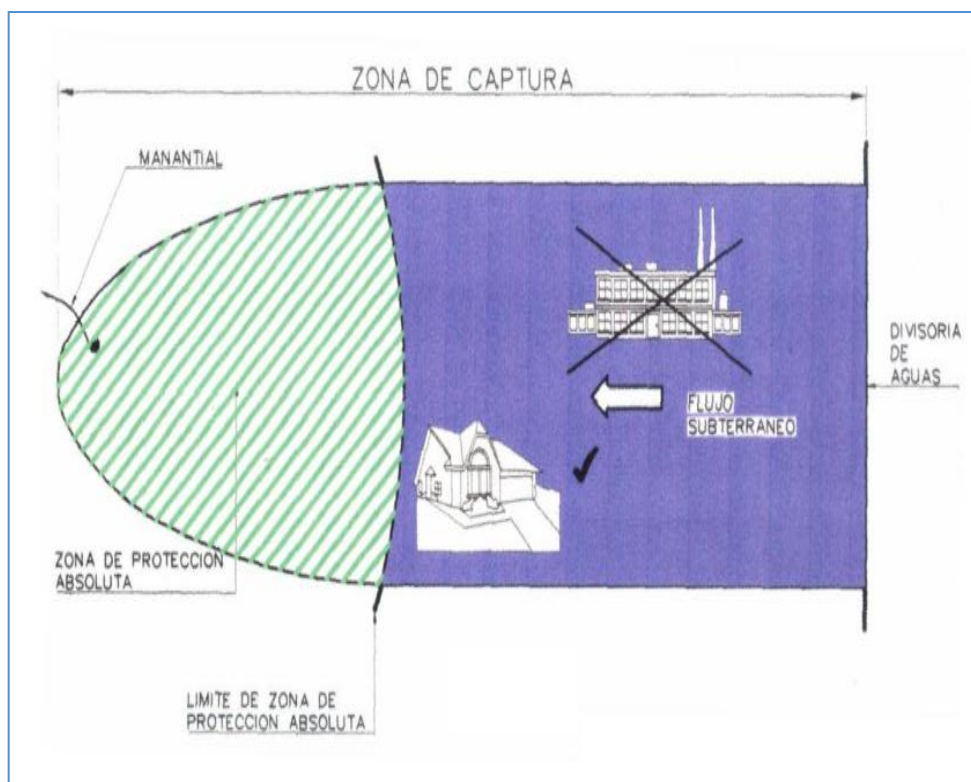 ZONA DE CAPTURA
MANANTIAL
DIVISORIA
DE
AGUAS
FLUJO
SUBTERRANEO
ZONA DE PROTECCION
ABSOLUTA
LIMITE DE ZONA DE
PROTECCION ABSOLUTA